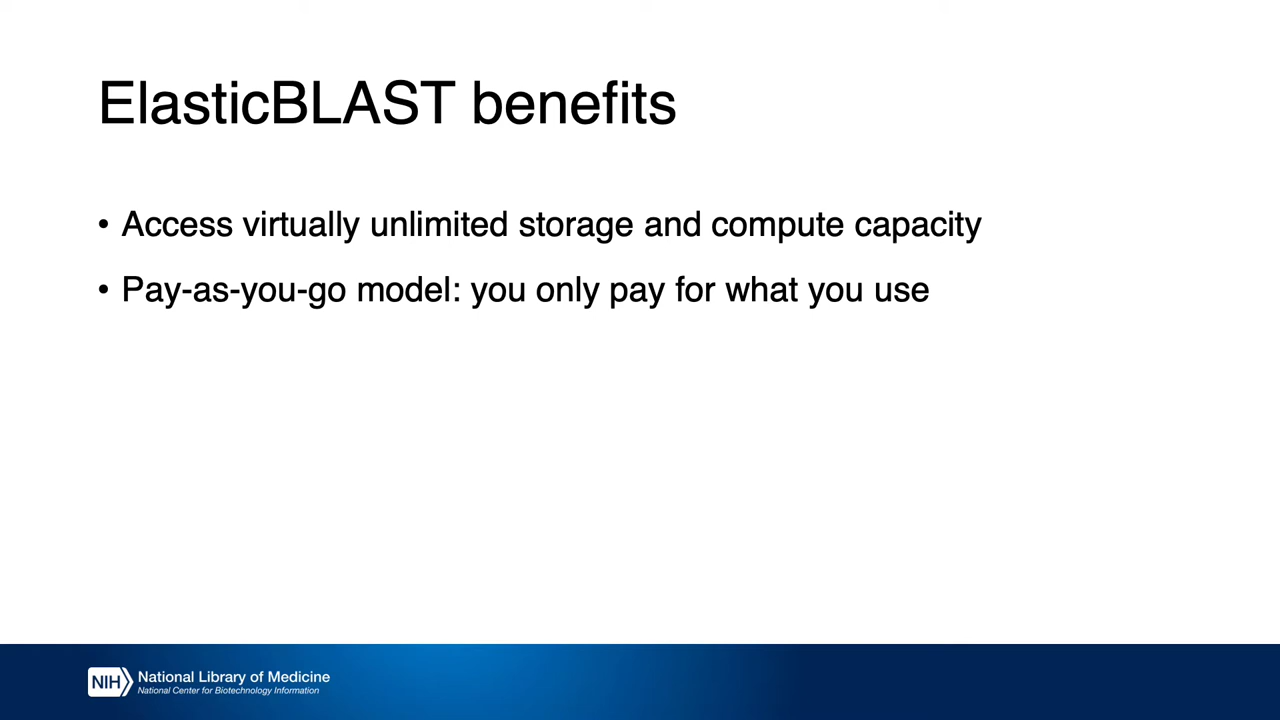 ElasticBLAST benefits
• Access virtually unlimited storage and compute capacity
• Pay-as-you-go model: you only pay for what you use
NIH National Library of Medicine
National Center for Biotechnology Information